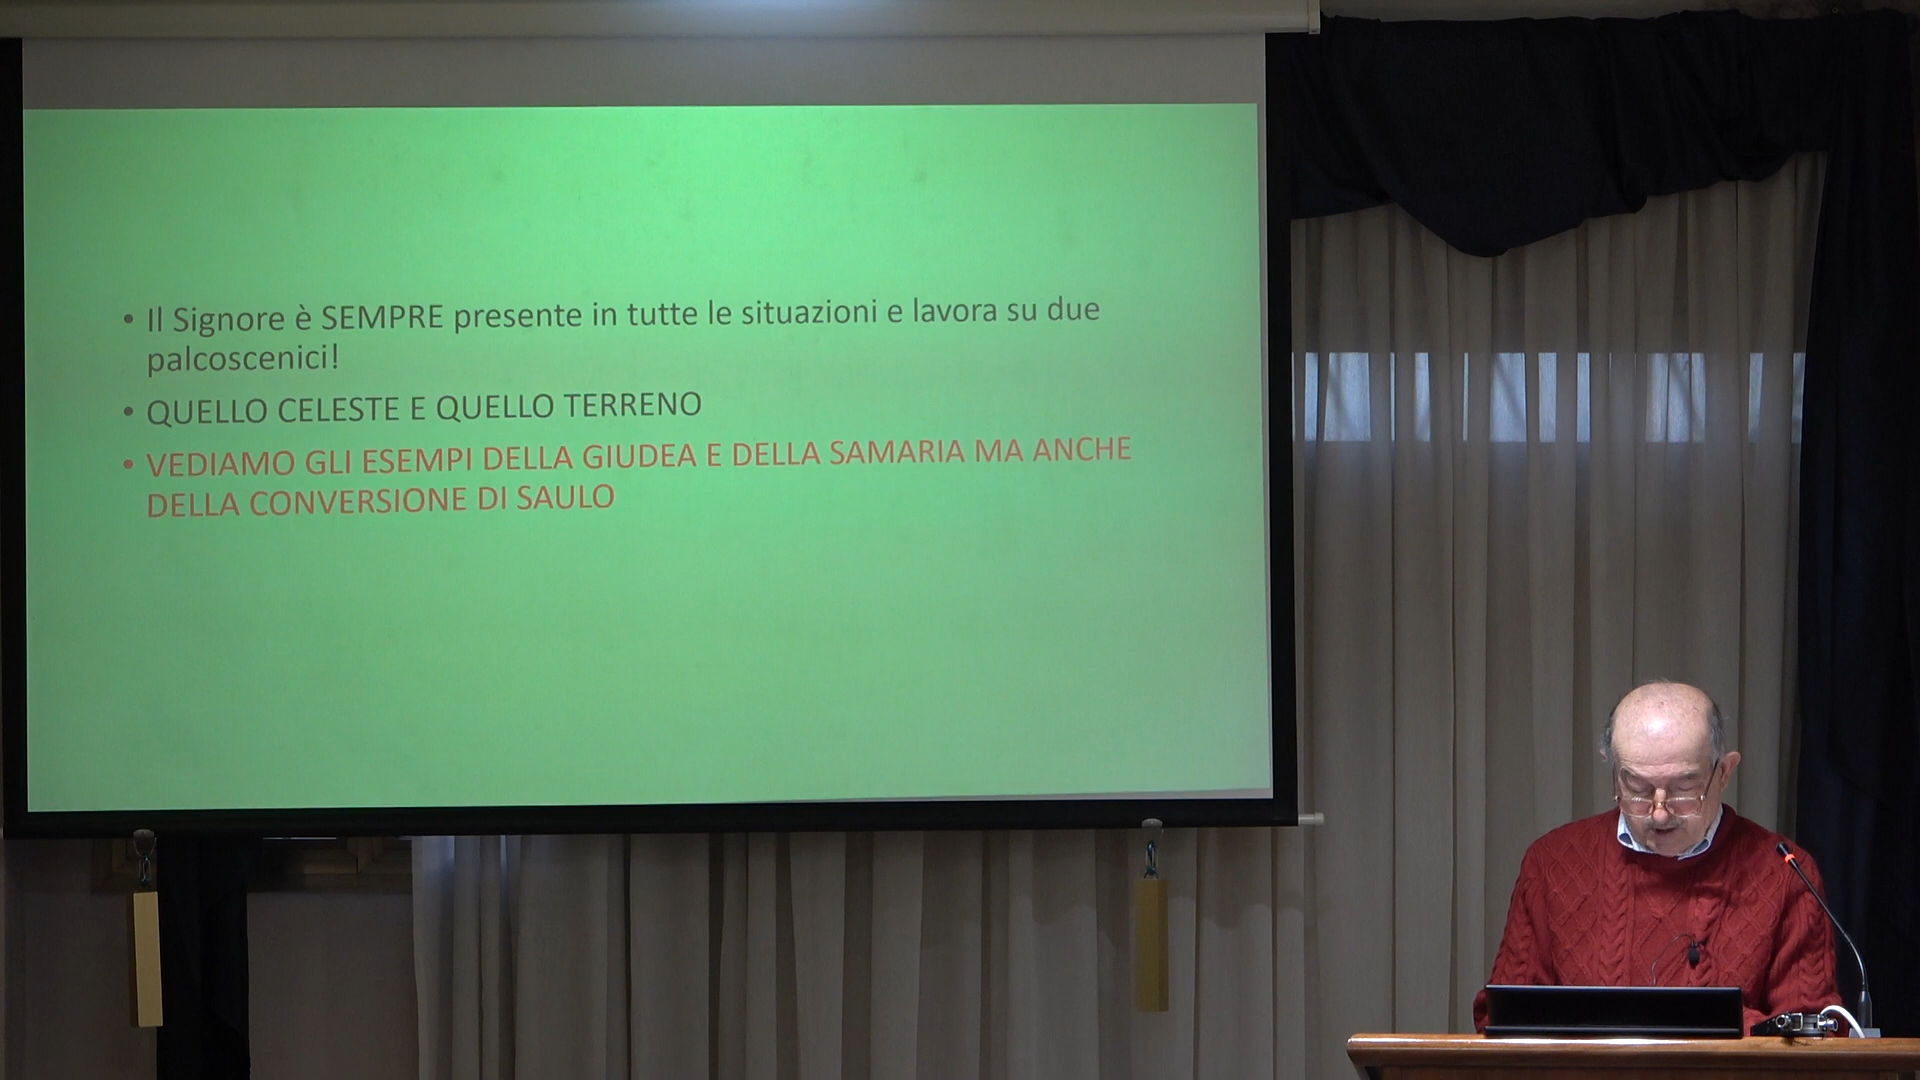 • Il Signore è SEMPRE presente in tutte le situazioni e lavora su due
palcoscenici!
• QUELLO CELESTE E QUELLO TERRENO
• VEDIAMO GLI ESEMPI DELLA GIUDEA E DELLA SAMARIA MA ANCHE
DELLA CONVERSIONE DI SAULO